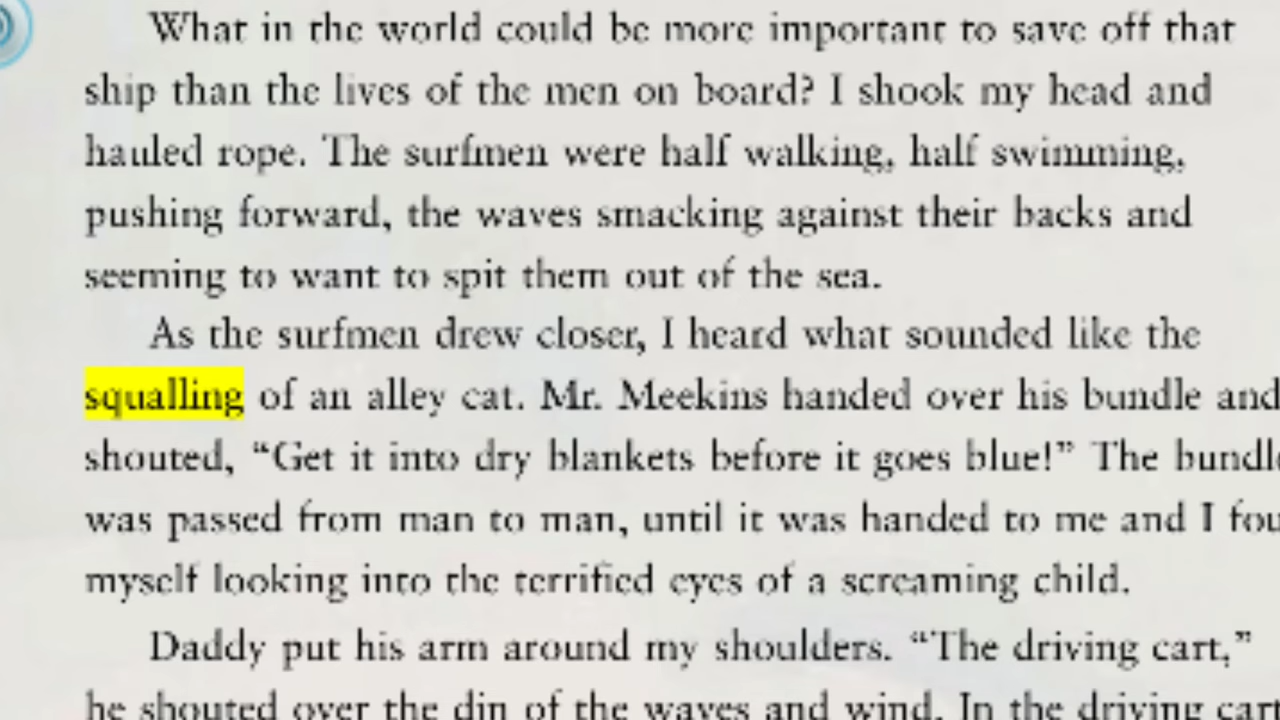 What in the world could be more important to save off that
ship than the lives of the men on board? I shook my head and
hauled rope. The surfmen were half walking, half swimming,
pushing forward, the waves smacking against their backs and
seeming to want to spit them out of the sea.
As the surfmen drew closer, I heard what sounded like the
squalling of an alley cat. Mr. Meekins handed over his bundle and
shouted, “Get it into dry blankets before it goes blue!” The bundle
was passed from man to man, until it was handed to me and I fou
myself looking into the terrified eyes of a screaming child.
Daddy put his arm around my shoulders. “The driving cart,”
he shouted over the din of the waves and wind. In the driving cart